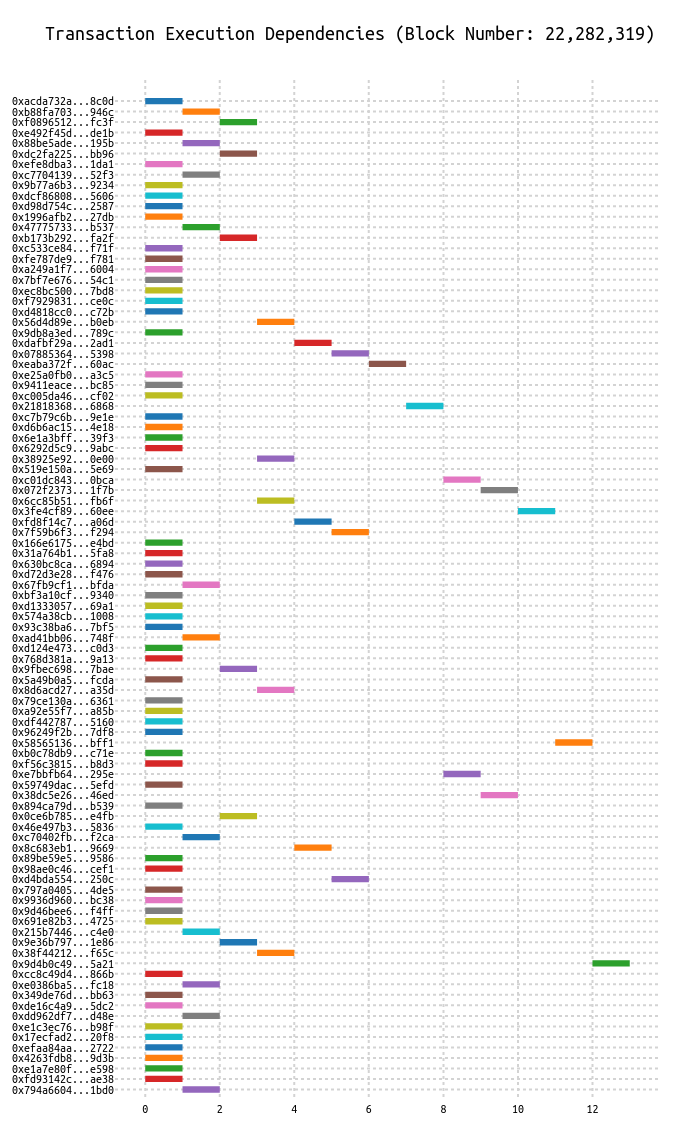 Transaction Execution Dependencies (Block Number: 22,282,319)
0xacda732a...8c0d
0xb88fa703...946c
0xf0896512...fc3f
0xe492f45d...de1b
0x88be5ade...195b
0xdc2fa225...bb96
0xefe8dba3...1da1
0xc7704139...52f3
0x9b77a6b3...9234
0xdcf86808...5606
0xd98d754c...2587
0x1996afb2...27db
0x47775733...b537
0xb173b292...fa2f
0xc533ce84...f71f
0xfe787de9...f781
0xa249a1f7...6004
0x7bf7e676...54c1
0xec8bc500...7bd8
0xf7929831...ce0c
0xd4818cc0...c72b
0x56d4d89e...b0eb
0x9db8a3ed...789c
0xdafbf29a...2ad1
0x07885364...5398
0xeaba372f...60ac
0xe25a0fb0...a3c5
0x9411eace...bc85
0xc005da46...cf02
0x21818368...6868
0xc7b79c6b...9e1e
0xd6b6ac15...4e18
0x6e1a3bff...39f3
0x6292d5c9...9abc
0x38925e92...0e00
0x519e150a...5e69
0xc01dc843...0bca
0x072f2373...1f7b
0x6cc85b51...fb6f
0x3fe4cf89...60ee
0xfd8f14c7...a06d
0x7f59b6f3...f294
0x166e6175...e4bd
0x31a764b1...5fa8
0x630bc8ca...6894
0xd72d3e28...f476
0x67fb9cf1...bfda
0xbf3a10cf...9340
0xd1333057...69a1
0x574a38cb...1008
0x93c38ba6...7bf5
0xad41bb06...748f
0xd124e473...c0d3
0x768d381a...9a13
0x9fbec698...7bae
0x5a49b0a5...fcda
0x8d6acd27...a35d
0x79ce130a...6361
0xa92e55f7...a85b
0xdf442787...5160
0x96249f2b...7df8
0x58565136...bff1
0xb0c78db9...c71e
0xf56c3815...b8d3
0xe7bbfb64...295e
0x59749dac...5efd
0x38dc5e26...46ed
0x894ca79d...b539
0x0ce6b785...e4fb
0x46e497b3...5836
0xc70402fb...f2ca
0x8c683eb1...9669
0x89be59e5...9586
0x98ae0c46...cef1
0xd4bda554...250c
0x797a0405...4de5
0x9936d960...bc38
0x9d46bee6...f4ff
0x691e82b3...4725
0x215b7446...c4e0
0x9e36b797...1e86
0x38f44212...f65c
0x9d4b0c49...5a21
0xcc8c49d4...866b
0xe0386ba5...fc18
0x349de76d...bb63
0xde16c4a9...5dc2
0xdd962df7...d48e
0xe1c3ec76...b98f
0x17ecfad2...20f8
0xefaa84aa...2722
0x4263fdb8...9d3b
0xe1a7e80f...e598
0xfd93142c...ae38
0x794a6604...1bd0
0 2 4 6 8 10 12